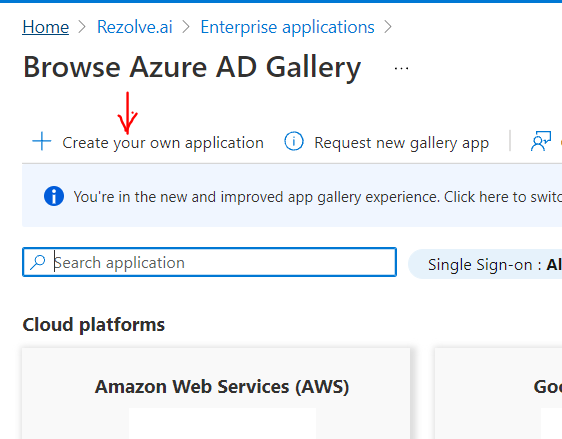 Home > Rezolve.ai > Enterprise applications >
Browse Azure AD Gallery ...
+ Create your own application Request new gallery app
You're in the new and improved app gallery experience. Click here to switc
Search application Single Sign-on : Al
Cloud platforms
Amazon Web Services (AWS) Goo